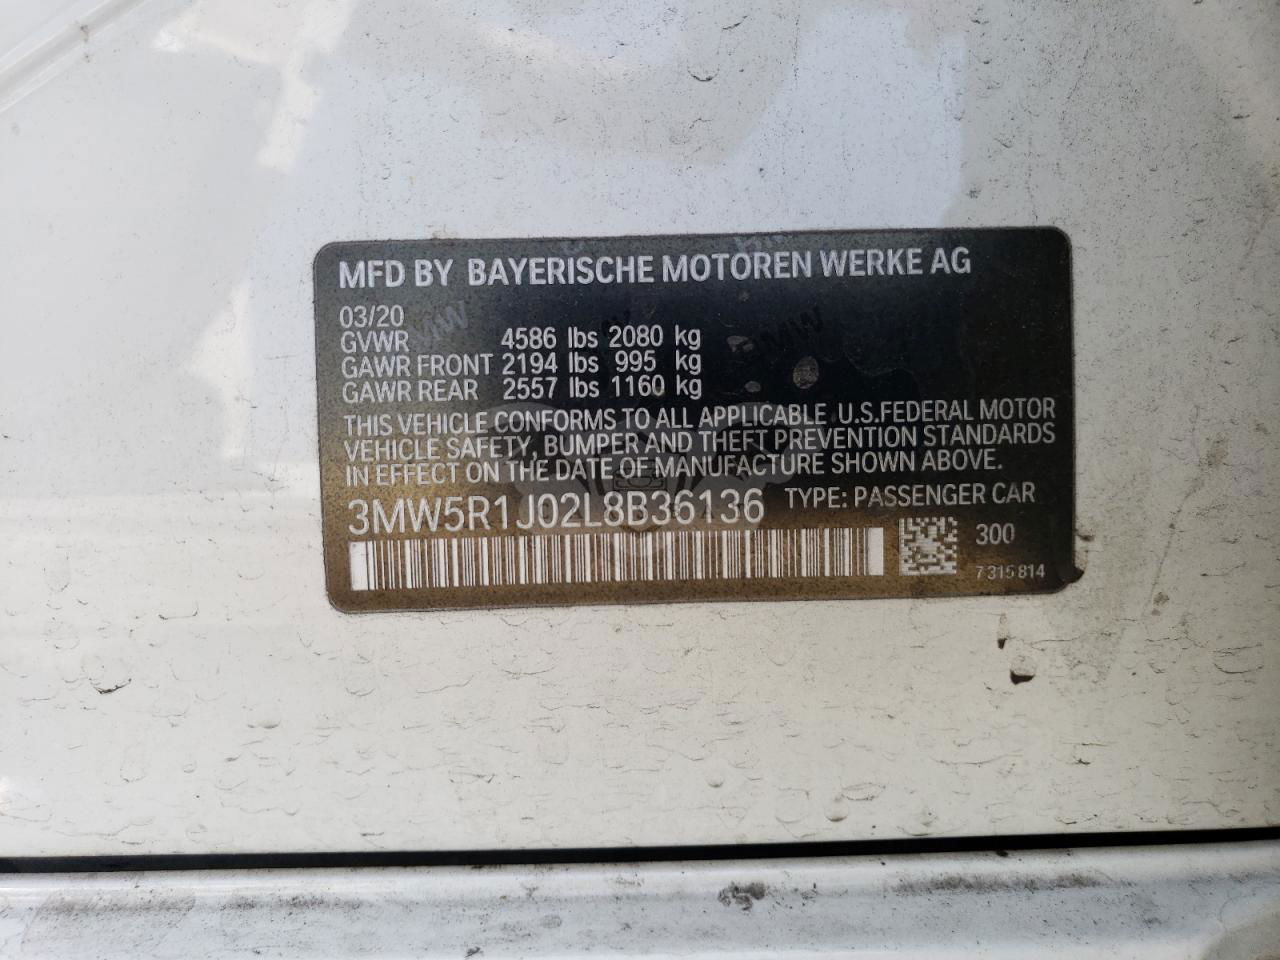 MFD BY BAYERISCHE MOTOREN WERKE AG
03/20
GVWR 4586 lbs 2080 kg
GAWR FRONT 2194 lbs 995 kg
GAWR REAR 2557 lbs 1160 kg
THIS VEHICLE CONFORMS TO ALL APPLICABLE U.S.FEDERAL MOTOR
VEHICLE SAFETY, BUMPER AND THEFT PREVENTION STANDARDS
IN EFFECT ON THE DATE OF MANUFACTURE SHOWN ABOVE.
3MW5R1J02L8B36136 TYPE: PASSENGER CAR
300
7315814